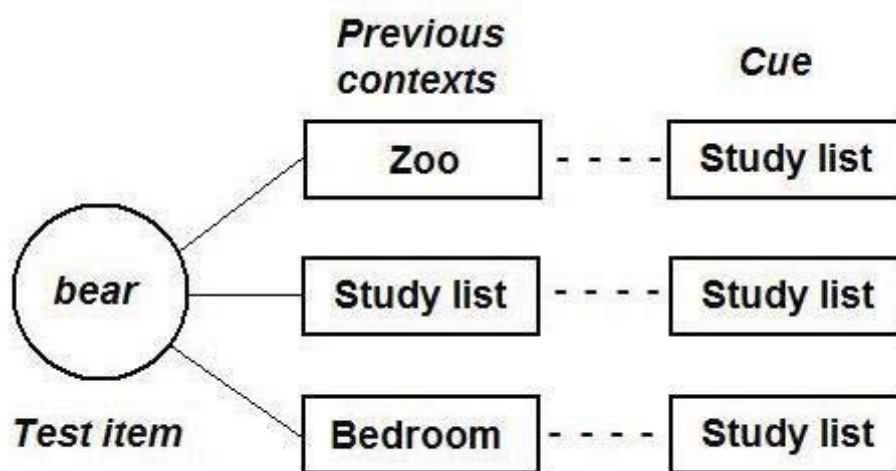 Previous
contexts
Cue
Zoo
Study list
bear
Study list
Study list
Test item
Bedroom
Study list